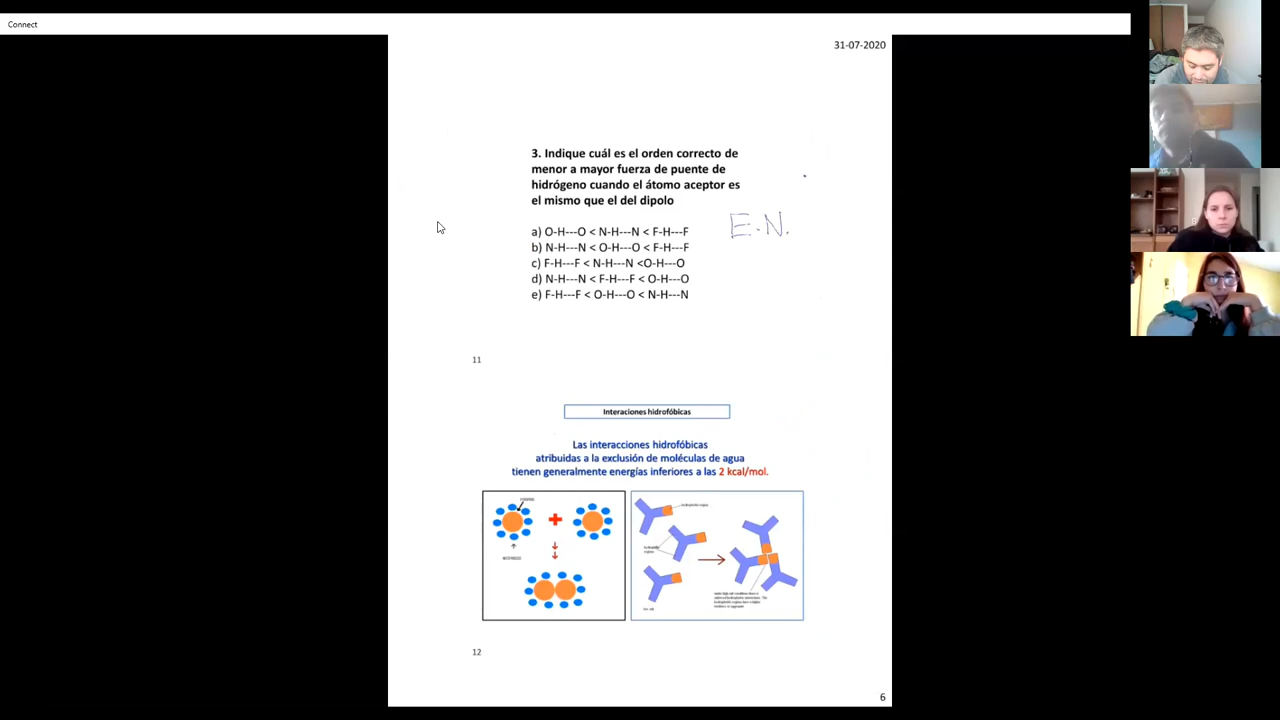 Connect
31-07-2020
3. Indique cuál es el orden correcto de
menor a mayor fuerza de puente de
hidrógeno cuando el átomo aceptor es
el mismo que el del dipolo
E.N.
a) O-H---O < N-H---N < F-H---F
b) N-H---N < O-H---O < F-H---F
c) F-H---F < N-H---N <O-H---O
d) N-H---N < F-H---F < O-H---O
e) F-H---F < O-H---O < N-H---N
11
Interaciones hidrofóbicas
Las interacciones hidrofóbicas
atribuidas a la exclusión de moléculas de agua
tienen generalmente energías inferiores a las 2 kcal/mol.
12
6